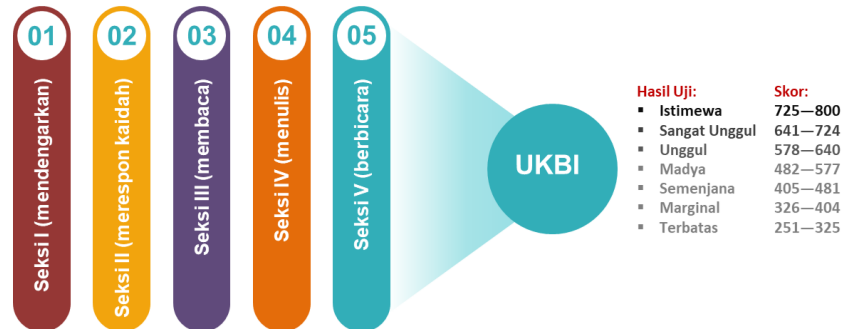 01
Seksi I (mendengarkan)
02
Seksi II (merespon kaidah)
03
Seksi III (membaca)
04
Seksi IV (menulis)
05
Seksi V (berbicara)
UKBI
Hasil Uji: Skor:
▪ Istimewa 725—800
▪ Sangat Unggul 641—724
▪ Unggul 578—640
▪ Madya 482—577
▪ Semenjana 405—481
▪ Marginal 326—404
▪ Terbatas 251—325